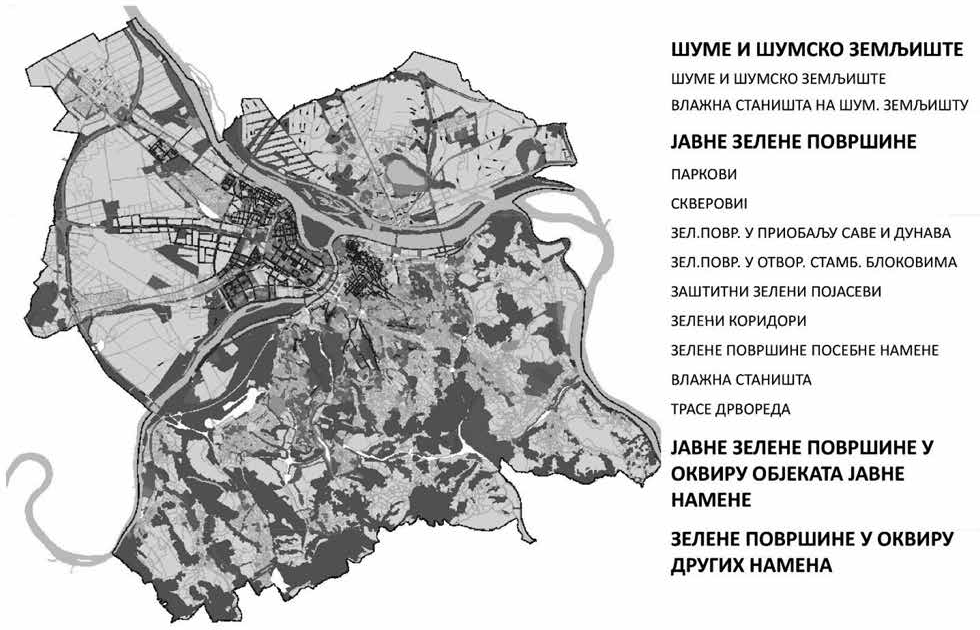 ШУМЕ И ШУМСКО ЗЕМЉИШТЕ
ШУМЕ И ШУМСКО ЗЕМЉИШТЕ
ВЛАЖНА СТАНИШТА НА ШУМ. ЗЕМЉИШТУ
ЈАВНЕ ЗЕЛЕНЕ ПОВРШИНЕ
ПАРКОВИ
СКВЕРОВИI
ЗЕЛ.ПОВР. У ПРИОБАЉУ САВЕ И ДУНАВА
ЗЕЛ.ПОВР. У ОТВОР. СТАМБ. БЛОКОВИМА
ЗАШТИТНИ ЗЕЛЕНИ ПОЈАСЕВИ
ЗЕЛЕНИ КОРИДОРИ
ЗЕЛЕНЕ ПОВРШИНЕ ПОСЕБНЕ НАМЕНЕ
ВЛАЖНА СТАНИШТА
ТРАСЕ ДРВОРЕДА
ЈАВНЕ ЗЕЛЕНЕ ПОВРШИНЕ У
ОКВИРУ ОБЈЕКАТА ЈАВНЕ
НАМЕНЕ
ЗЕЛЕНЕ ПОВРШИНЕ У ОКВИРУ
ДРУГИХ НАМЕНА